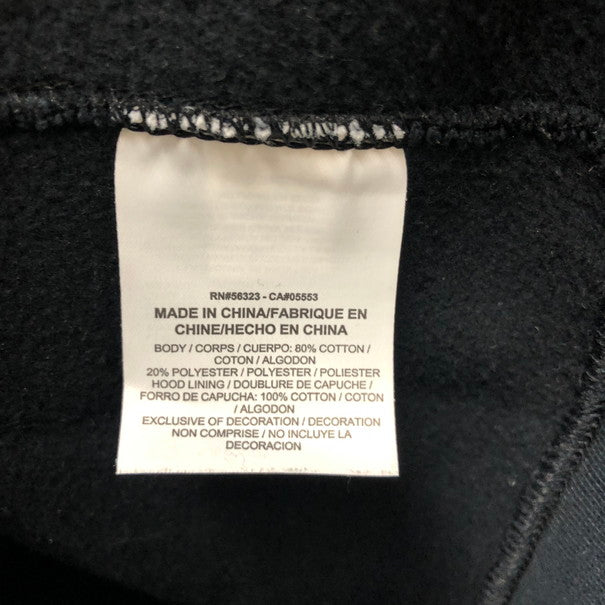 RN#56323 - CA#05553
MADE IN CHINA/FABRIQUE EN
CHINE/HECHO EN CHINA
BODY / CORPS / CUERPO: 80% COTTON /
COTON / ALGODON
20% POLYESTER / POLYESTER / POLIESTER
HOOD LINING / DOUBLURE DE CAPUCHE /
FORRO DE CAPUCHA: 100% COTTON / COTON
/ ALGODON
EXCLUSIVE OF DECORATION / DECORATION
NON COMPRISE / NO INCLUYE LA
DECORACION